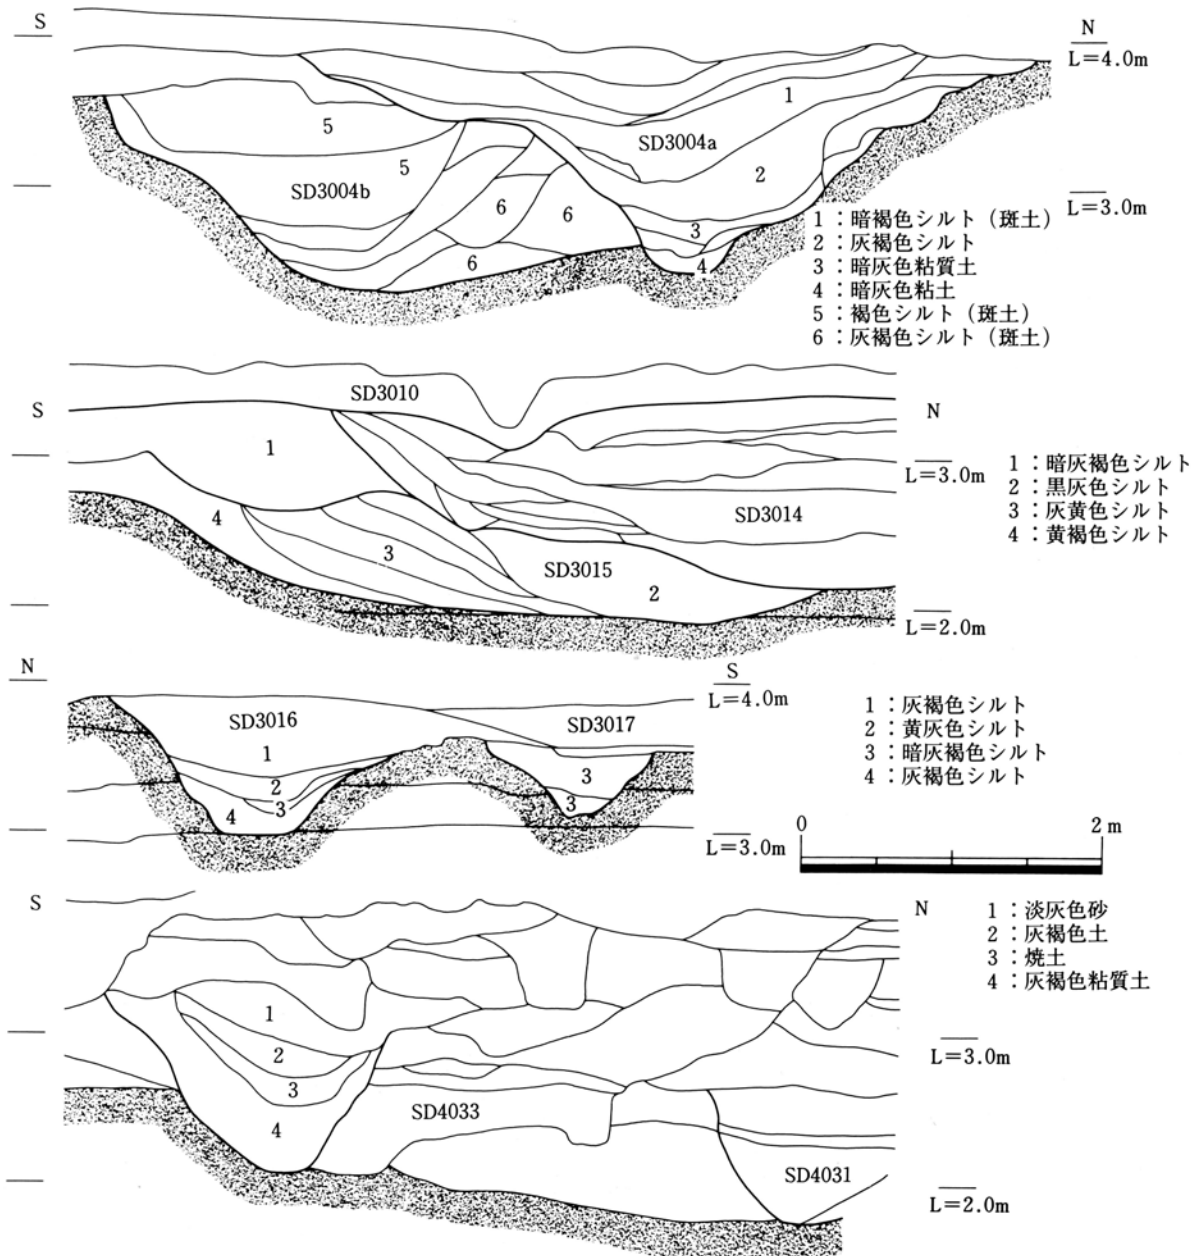 S
N
L=4.0m
1
5
SD3004a
5
2
SD3004b
6
6
L=3.0m
3
6
4
1：暗褐色シルト（斑土）
2：灰褐色シルト
3：暗灰色粘質土
4：暗灰色粘土
5：褐色シルト（斑土）
6：灰褐色シルト（斑土）
SD3010
S
N
1
L=3.0m
SD3014
4
3
SD3015
2
L=2.0m
1：暗灰褐色シルト
2：黒灰色シルト
3：灰黄色シルト
4：黄褐色シルト
N
S
L=4.0m
SD3016
SD3017
1
2
3
3
4
3
L=3.0m
1：灰褐色シルト
2：黄灰色シルト
3：暗灰褐色シルト
4：灰褐色シルト
0
2 m
S
N
1
2
L=3.0m
3
SD4033
4
SD4031
L=2.0m
1：淡灰色砂
2：灰褐色土
3：焼土
4：灰褐色粘質土